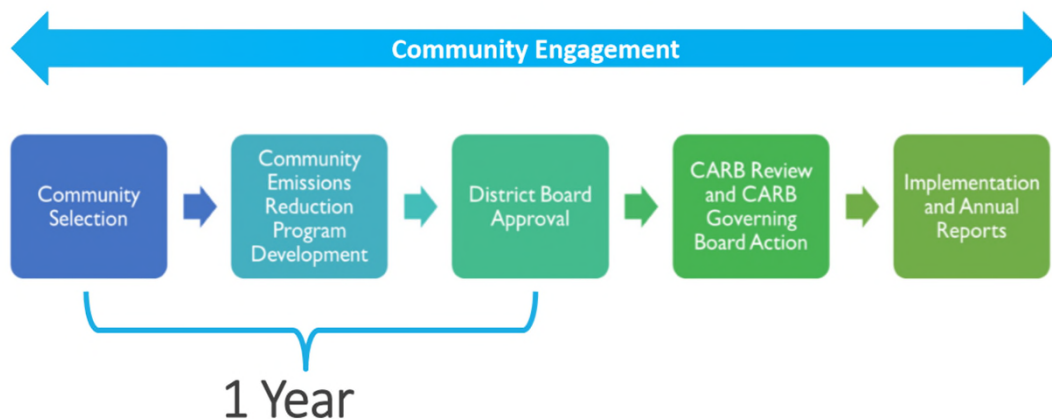 Community Engagement
Community
Selection
Community
Emissions
Reduction
Program
Development
District Board
Approval
CARB Review
and CARB
Governing
Board Action
Implementation
and Annual
Reports
1 Year